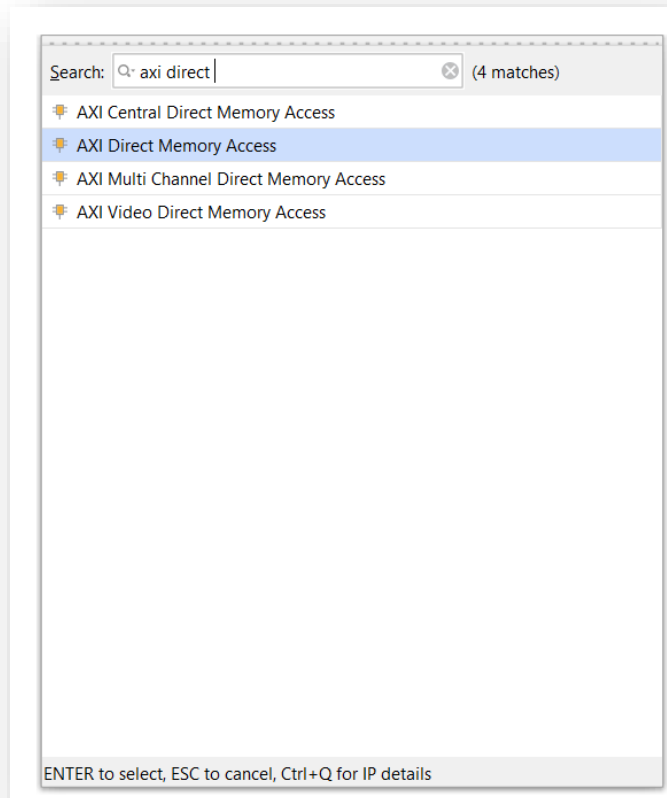 Search: axi direct (4 matches)
AXI Central Direct Memory Access
AXI Direct Memory Access
AXI Multi Channel Direct Memory Access
AXI Video Direct Memory Access
ENTER to select, ESC to cancel, Ctrl+Q for IP details